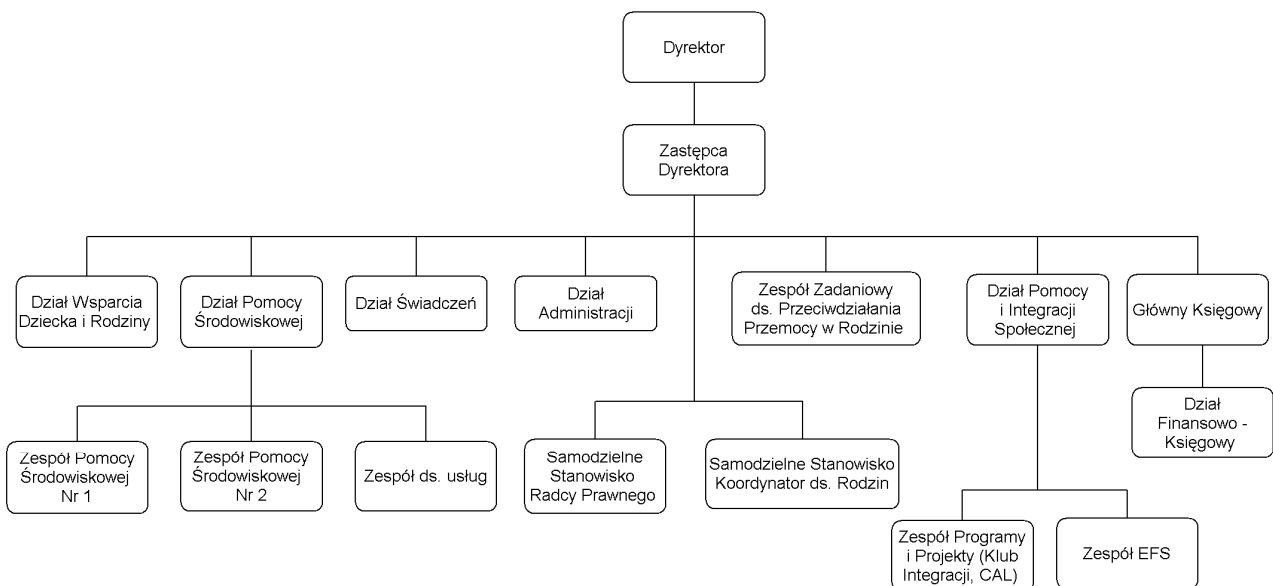 Dyrektor
Zastępca
Dyrektora
Dział Wsparcia
Dziecka i Rodziny
Dział Pomocy
Środowiskowej
Dział Świadczeń
Dział
Administracji
Zespół Zadaniowy
ds. Przeciwdziałania
Przemocy w Rodzinie
Dział Pomocy
i Integracji
Społecznej
Główny Księgowy
Dział
Finansowo -
Księgowy
Zespół Pomocy
Środowiskowej
Nr 1
Zespół Pomocy
Środowiskowej
Nr 2
Zespół ds. usług
Samodzielne
Stanowisko
Radcy Prawnego
Samodzielne Stanowisko
Koordynator ds. Rodzin
Zespół Programy
i Projekty (Klub
Integracji, CAL)
Zespół EFS